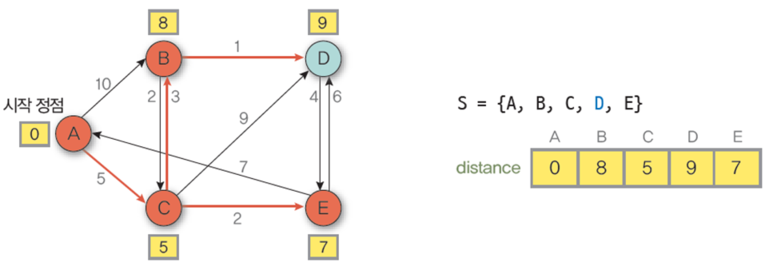 8 9
B 1 D
10
2 3 4 6
시작 정점
9
0 A
7
5
C 2 E
5 7
S = {A, B, C, D, E}
A B C D E
distance 0 8 5 9 7